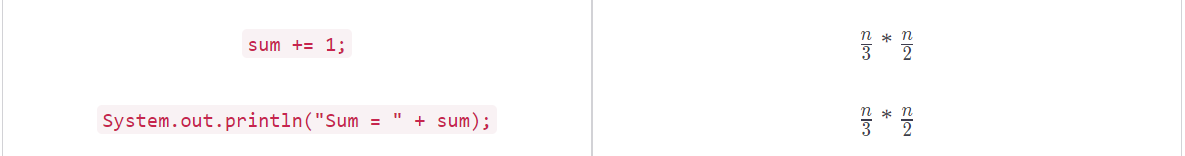 sum += 1; n/3 * n/2
System.out.println("Sum = " + sum); n/3 * n/2